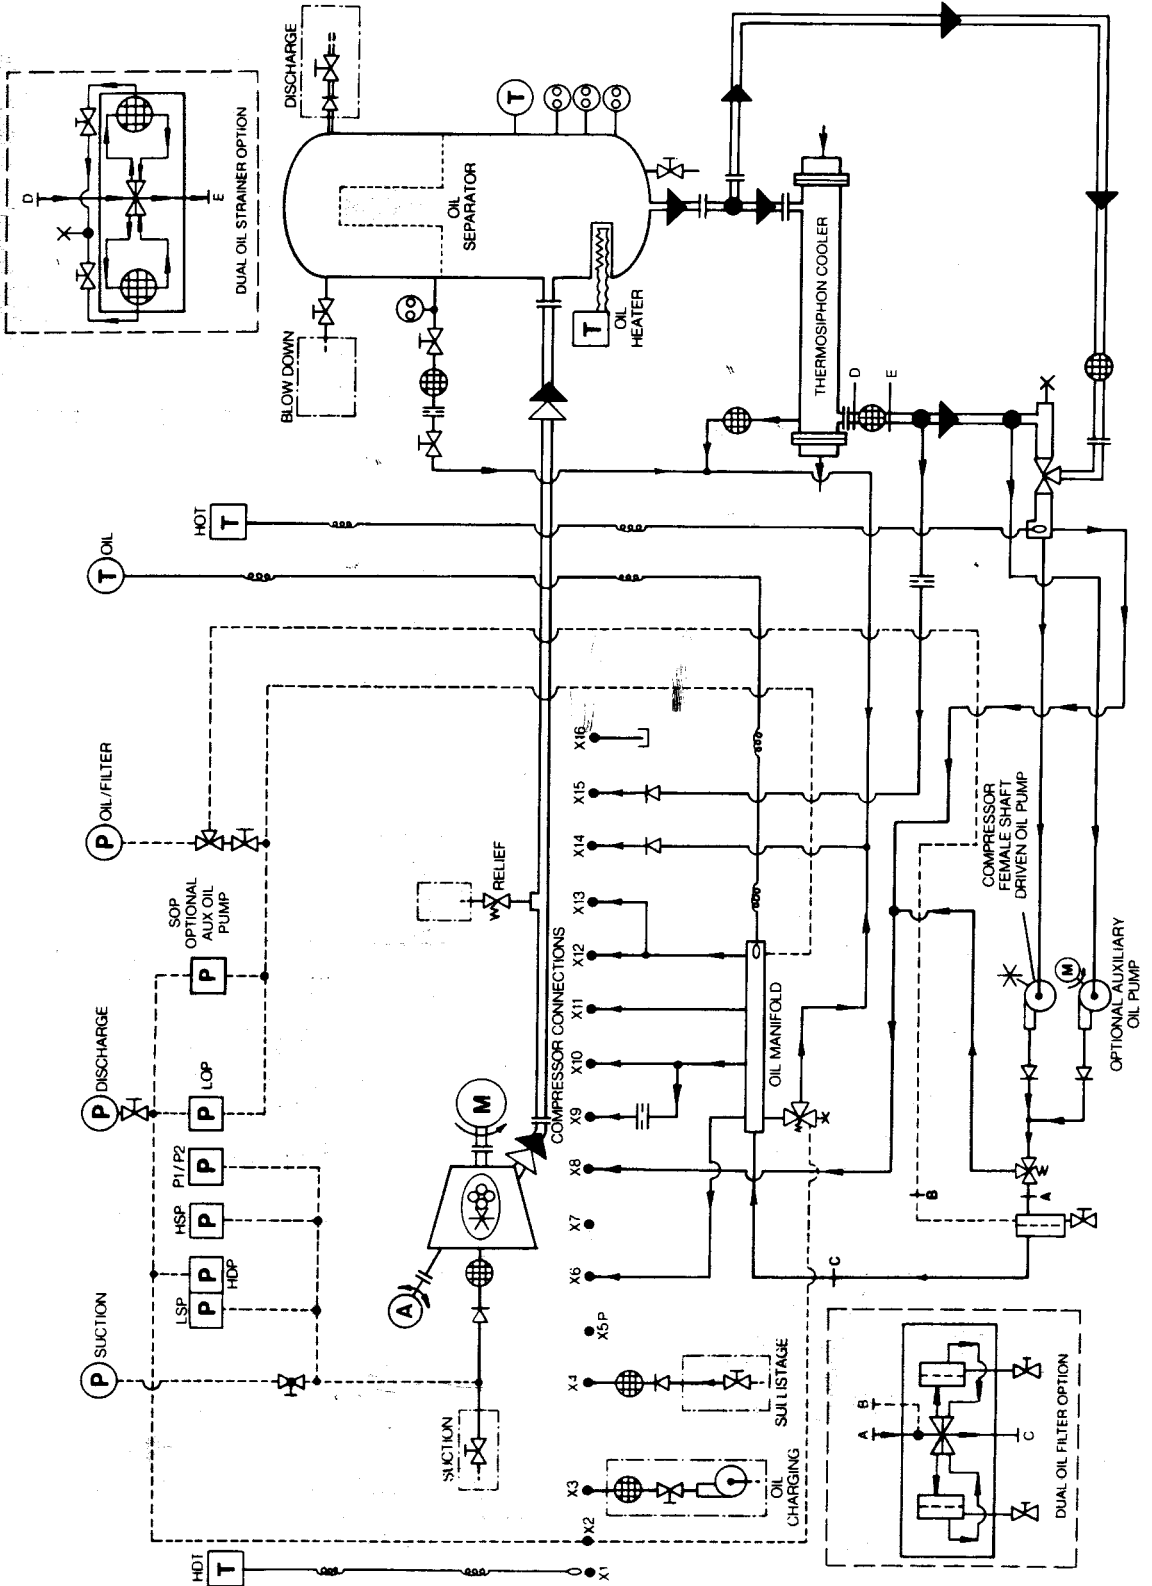 HDT
T
X1
X2
SUCTION
P
LSP
P
HDP
P
HSP
P
P1/P2
P
LOP
P
DISCHARGE
P
SOP
OPTIONAL
AUX OIL
PUMP
P
OIL/FILTER
P
OIL
T
HOT
T
BLOW DOWN
DISCHARGE
OIL
SEPARATOR
T
T
OIL
HEATER
DUAL OIL STRAINER OPTION
D
E
SUCTION
A
M
RELIEF
COMPRESSOR CONNECTIONS
X3
X4
X5P
X6
X7
X8
X9
X10
X11
X12
X13
X14
X15
X16
OIL
CHARGING
OIL MANIFOLD
THERMOSIPHON COOLER
D
E
COMPRESSOR
FEMALE SHAFT
DRIVEN OIL PUMP
M
OPTIONAL AUXILIARY
OIL PUMP
A
B
C
A
B
C
DUAL OIL FILTER OPTION